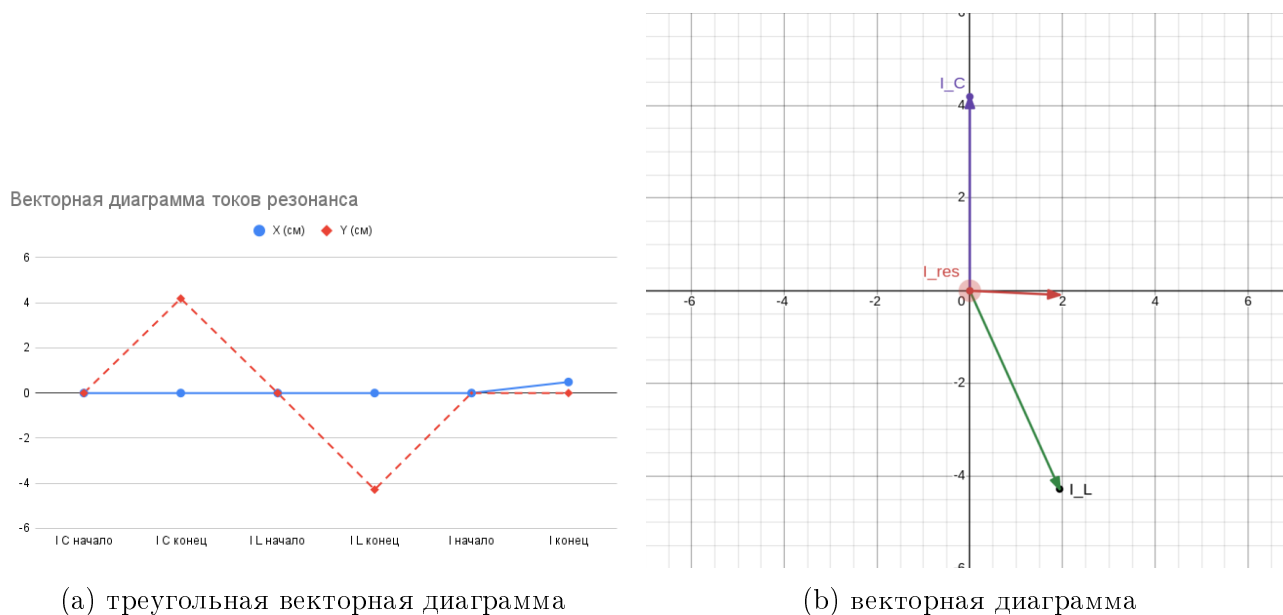 Векторная диаграмма токов резонанса
X (см) Y (см)
6
4
2
0
-2
-4
-6
I C начало I C конец I L начало I L конец I начало I конец
(a) треугольная векторная диаграмма
6
I_C
4
2
I_res
-6 -4 -2 0 2 4 6
-2
-4
I_L
-6
(b) векторная диаграмма